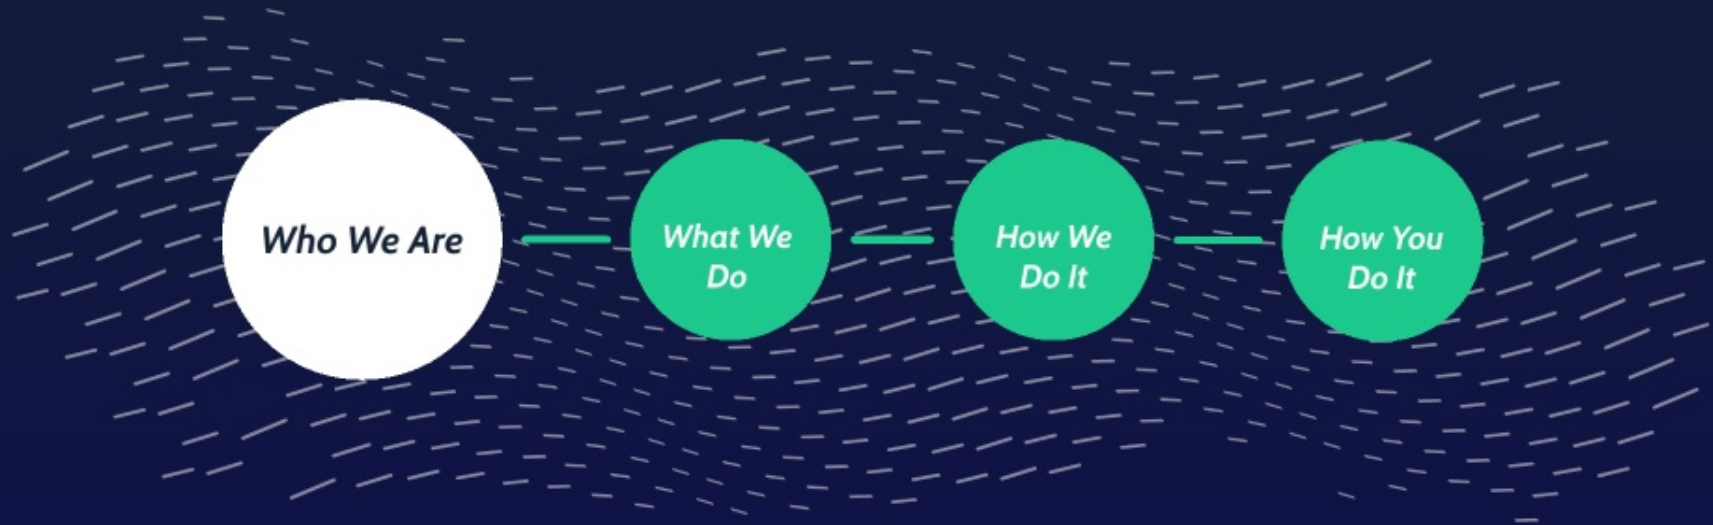 Who We Are
What We
Do
How We
Do It
How You
Do It